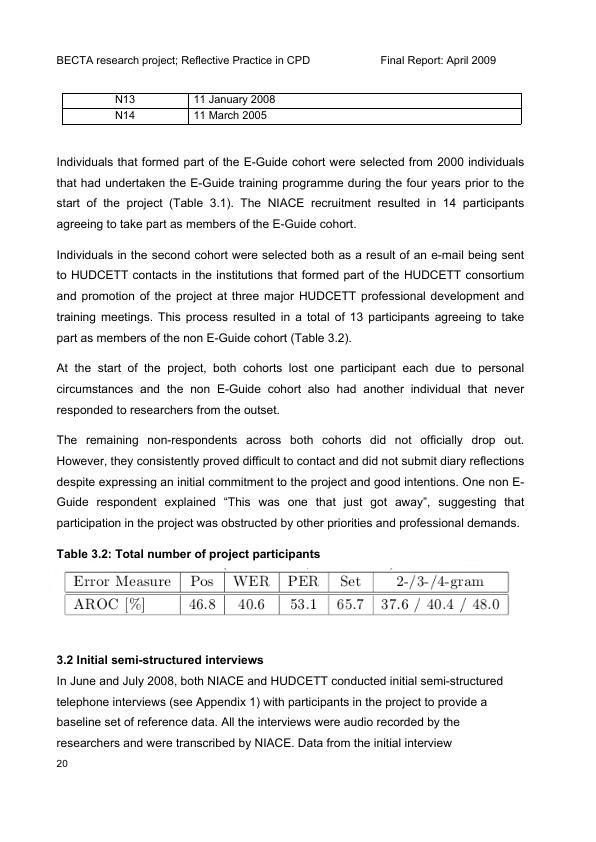 BECTA research project; Reflective Practice in CPD Final Report: April 2009
N13 11 January 2008
N14 11 March 2005
Individuals that formed part of the E-Guide cohort were selected from 2000 individuals
that had undertaken the E-Guide training programme during the four years prior to the
start of the project (Table 3.1). The NIACE recruitment resulted in 14 participants
agreeing to take part as members of the E-Guide cohort.
Individuals in the second cohort were selected both as a result of an e-mail being sent
to HUDCETT contacts in the institutions that formed part of the HUDCETT consortium
and promotion of the project at three major HUDCETT professional development and
training meetings. This process resulted in a total of 13 participants agreeing to take
part as members of the non E-Guide cohort (Table 3.2).
At the start of the project, both cohorts lost one participant each due to personal
circumstances and the non E-Guide cohort also had another individual that never
responded to researchers from the outset.
The remaining non-respondents across both cohorts did not officially drop out.
However, they consistently proved difficult to contact and did not submit diary reflections
despite expressing an initial commitment to the project and good intentions. One non E-
Guide respondent explained “This was one that just got away”, suggesting that
participation in the project was obstructed by other priorities and professional demands.
Table 3.2: Total number of project participants
Error Measure Pos WER PER Set 2-/3-/4-gram
AROC [%] 46.8 40.6 53.1 65.7 37.6 / 40.4 / 48.0
3.2 Initial semi-structured interviews
In June and July 2008, both NIACE and HUDCETT conducted initial semi-structured
telephone interviews (see Appendix 1) with participants in the project to provide a
baseline set of reference data. All the interviews were audio recorded by the
researchers and were transcribed by NIACE. Data from the initial interview
20